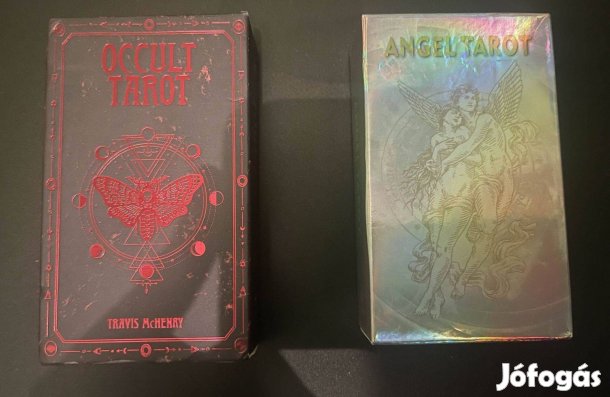 OCCULT
TAROT
TRAVIS McHENRY
ANGEL TAROT
Jófogás